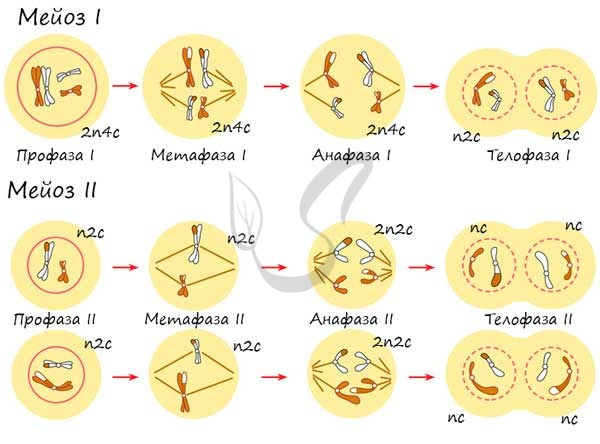 Мейоз I
2n4c
2n4c
2n4c
n2c
n2c
Профаза I
Метафаза I
Анафаза I
Телофаза I
Мейоз II
n2c
n2c
2n2c
nc
nc
Профаза II
Метафаза II
Анафаза II
Телофаза II
n2c
n2c
2n2c
nc
nc